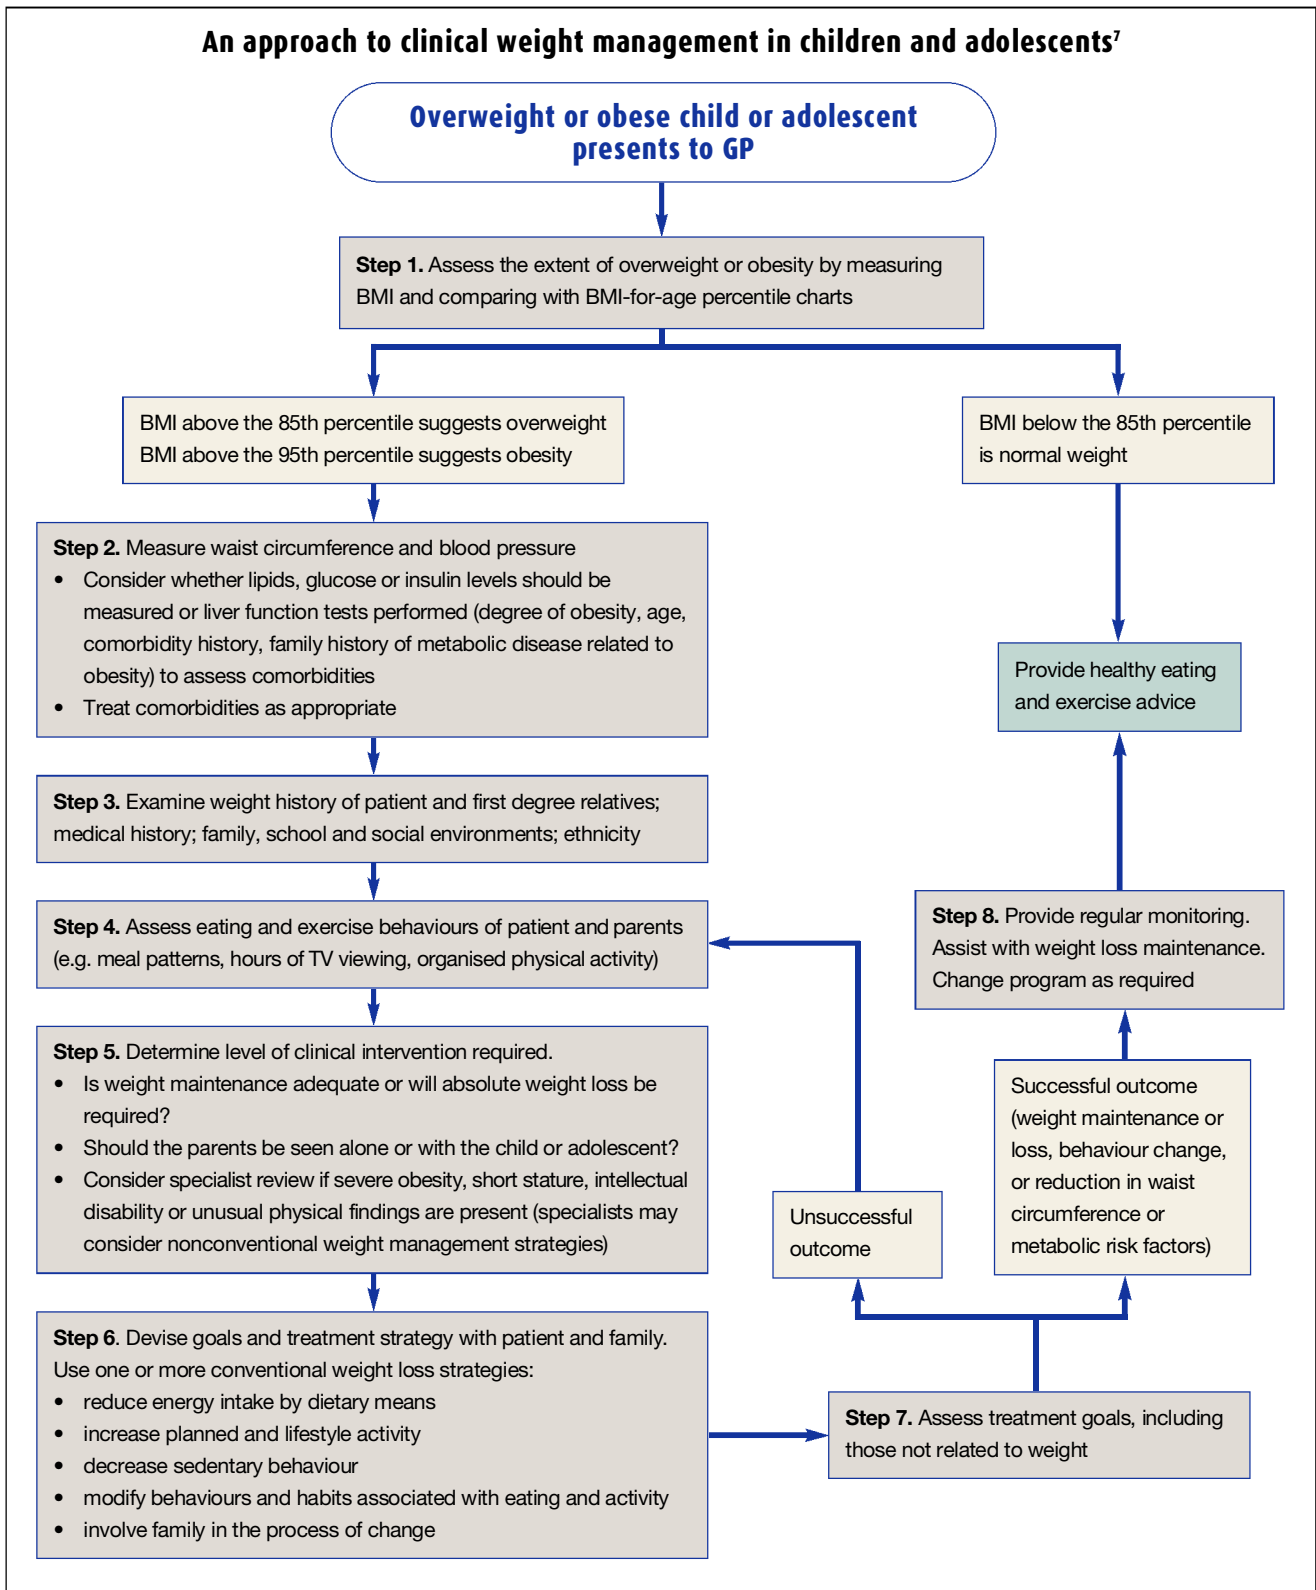 An approach to clinical weight management in children and adolescents⁷
Overweight or obese child or adolescent
presents to GP
Step 1. Assess the extent of overweight or obesity by measuring
BMI and comparing with BMI-for-age percentile charts
BMI above the 85th percentile suggests overweight
BMI above the 95th percentile suggests obesity
BMI below the 85th percentile
is normal weight
Step 2. Measure waist circumference and blood pressure
• Consider whether lipids, glucose or insulin levels should be
measured or liver function tests performed (degree of obesity, age,
comorbidity history, family history of metabolic disease related to
obesity) to assess comorbidities
• Treat comorbidities as appropriate
Provide healthy eating
and exercise advice
Step 3. Examine weight history of patient and first degree relatives;
medical history; family, school and social environments; ethnicity
Step 4. Assess eating and exercise behaviours of patient and parents
(e.g. meal patterns, hours of TV viewing, organised physical activity)
Step 8. Provide regular monitoring.
Assist with weight loss maintenance.
Change program as required
Step 5. Determine level of clinical intervention required.
• Is weight maintenance adequate or will absolute weight loss be
required?
• Should the parents be seen alone or with the child or adolescent?
• Consider specialist review if severe obesity, short stature, intellectual
disability or unusual physical findings are present (specialists may
consider nonconventional weight management strategies)
Unsuccessful
outcome
Successful outcome
(weight maintenance or
loss, behaviour change,
or reduction in waist
circumference or
metabolic risk factors)
Step 6. Devise goals and treatment strategy with patient and family.
Use one or more conventional weight loss strategies:
• reduce energy intake by dietary means
• increase planned and lifestyle activity
• decrease sedentary behaviour
• modify behaviours and habits associated with eating and activity
• involve family in the process of change
Step 7. Assess treatment goals, including
those not related to weight